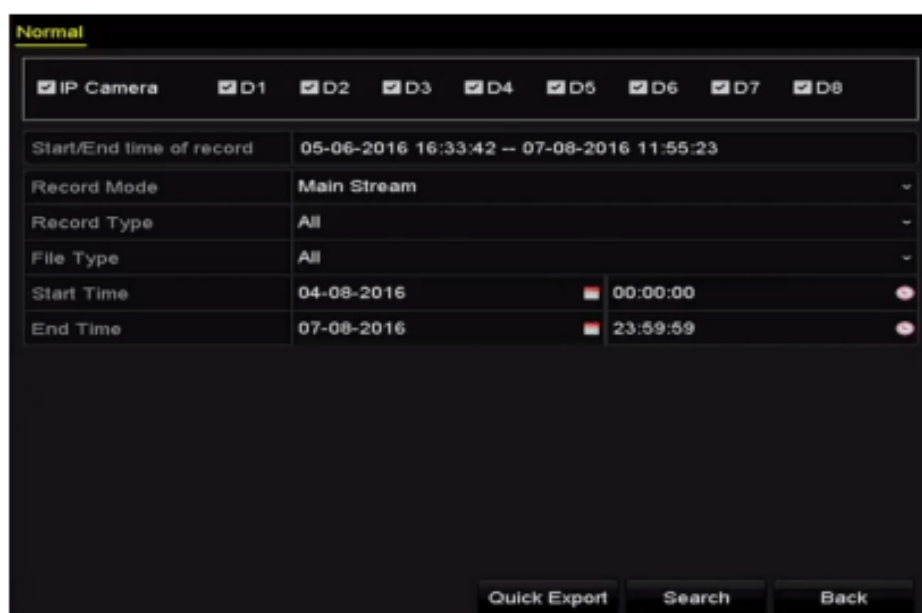 Normal
IP Camera D1 D2 D3 D4 D5 D6 D7 D8
Start/End time of record 05-06-2016 16:33:42 -- 07-08-2016 11:55:23
Record Mode Main Stream
Record Type All
File Type All
Start Time 04-08-2016 00:00:00
End Time 07-08-2016 23:59:59
Quick Export Search Back